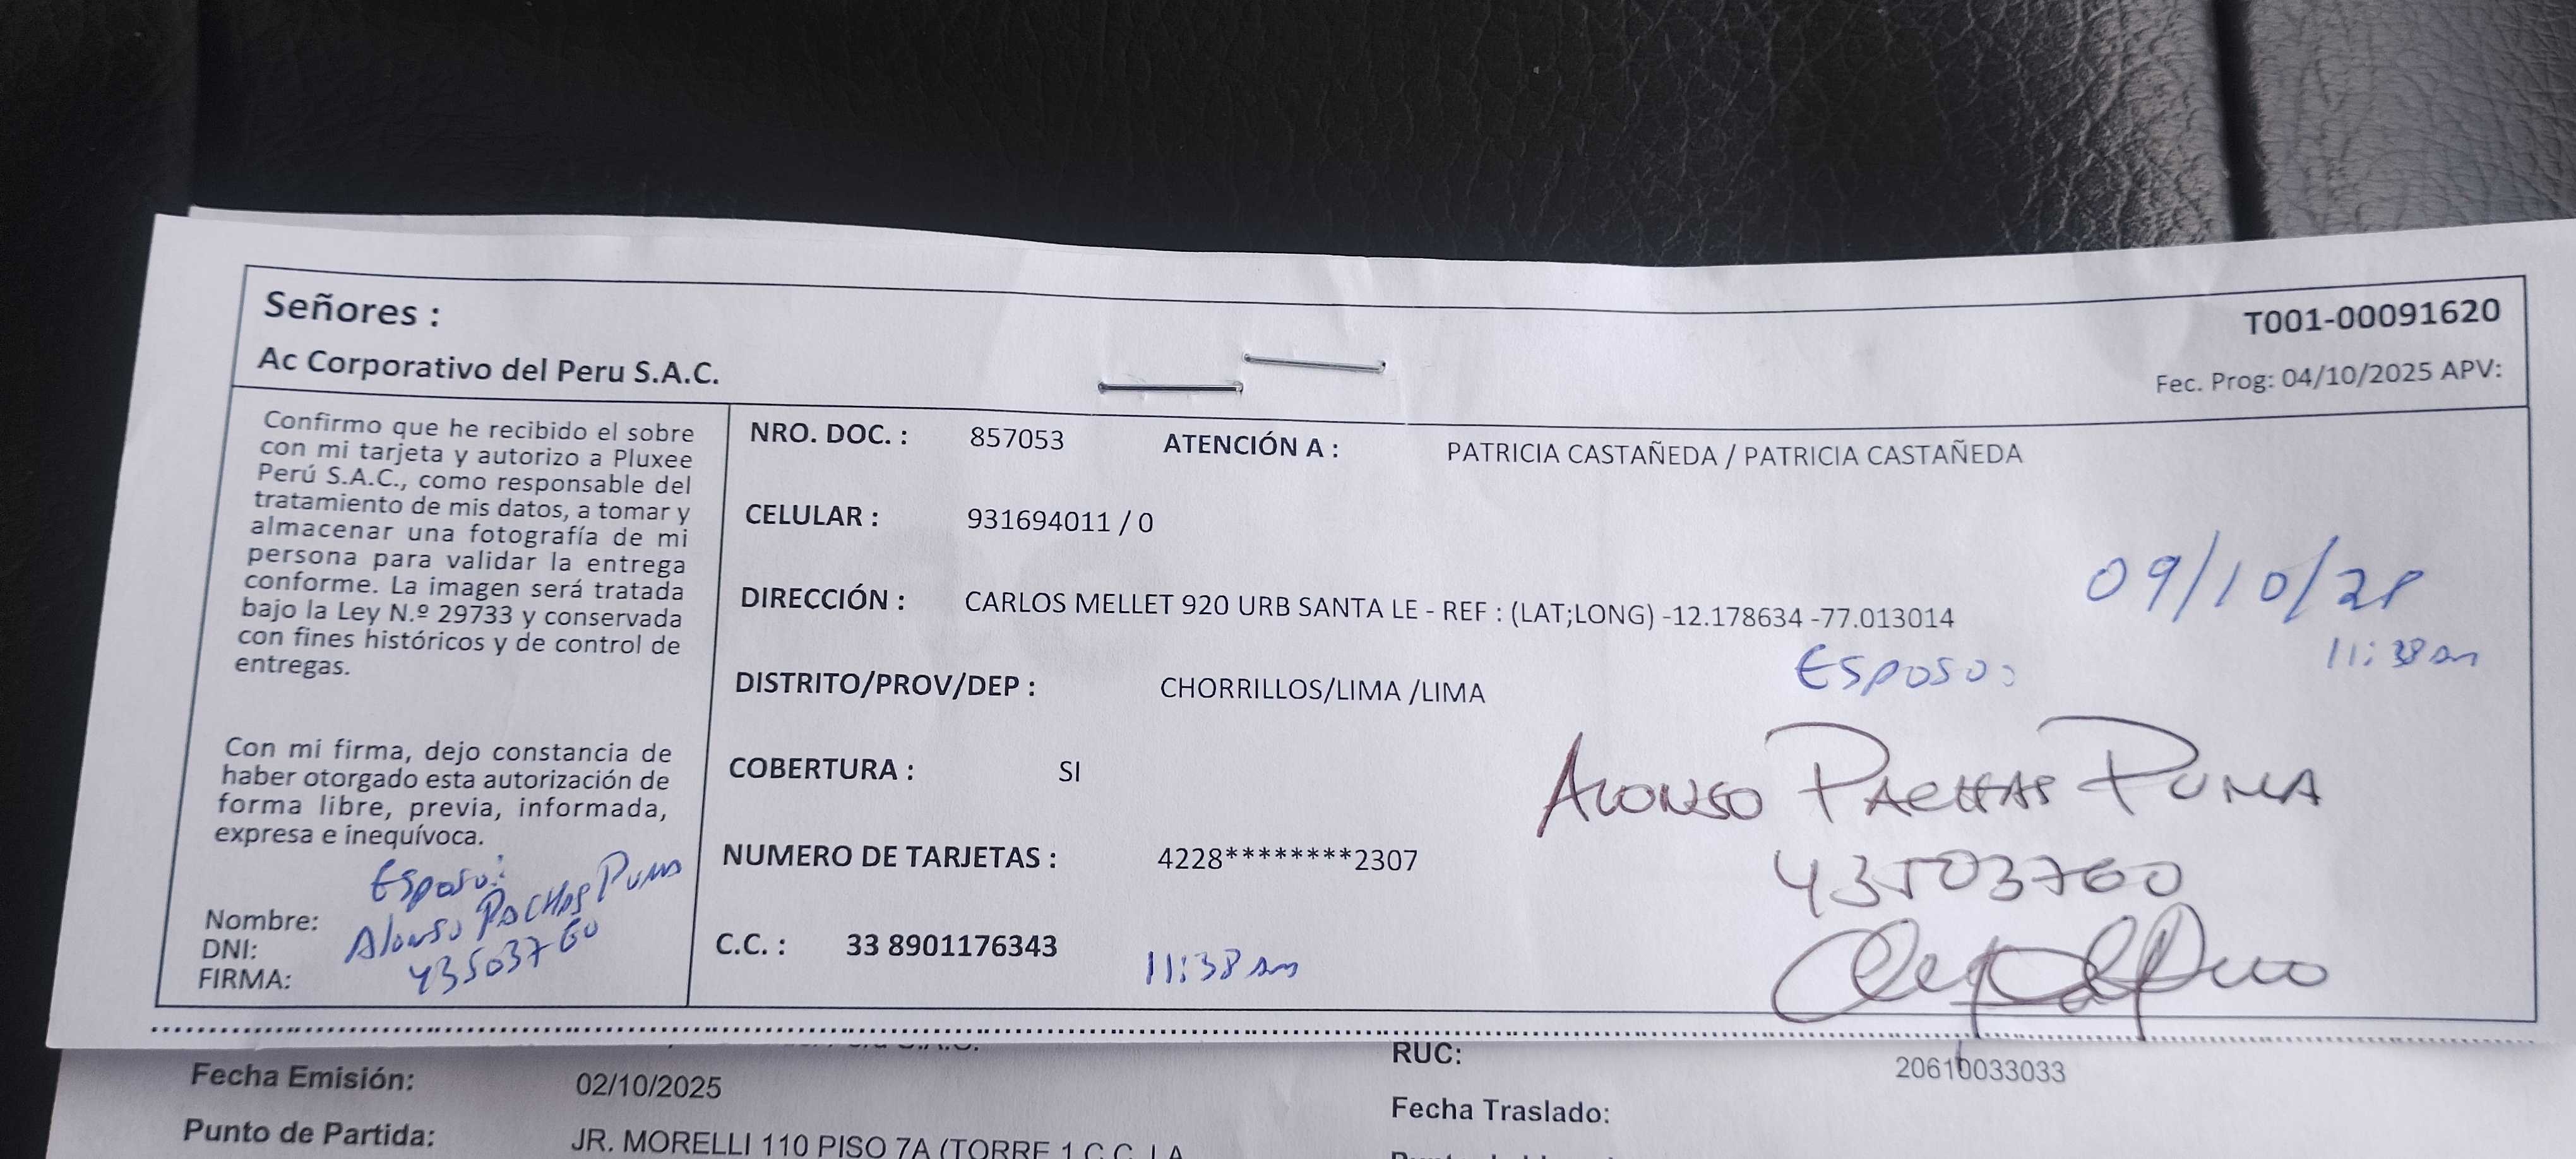 Señores :
Ac Corporativo del Peru S.A.C.
T001-00091620
Fec. Prog: 04/10/2025 APV:
Confirmo que he recibido el sobre
con mi tarjeta y autorizo a Pluxee
Perú S.A.C., como responsable del
tratamiento de mis datos, a tomar y
almacenar una fotografía de mi
persona para validar la entrega
conforme. La imagen será tratada
bajo la Ley N.º 29733 y conservada
con fines históricos y de control de
entregas.
Con mi firma, dejo constancia de
haber otorgado esta autorización de
forma libre, previa, informada,
expresa e inequívoca.
Esposo:
Nombre: Alonso Pachas Puma
DNI: 43503760
FIRMA:
NRO. DOC. : 857053 ATENCIÓN A : PATRICIA CASTAÑEDA / PATRICIA CASTAÑEDA
CELULAR : 931694011 / 0
DIRECCIÓN : CARLOS MELLET 920 URB SANTA LE - REF : (LAT;LONG) -12.178634 -77.013014
DISTRITO/PROV/DEP : CHORRILLOS/LIMA /LIMA
COBERTURA : SI
NUMERO DE TARJETAS : 4228********2307
C.C. : 33 8901176343
11:38 am
09/10/25
11:38 am
Esposo:
ALONSO PACHAS PUMA
43503760
Fecha Emisión: 02/10/2025
Punto de Partida: JR. MORELLI 110 PISO 7A (TORRE 1 C.C. LA
RUC: 20610033033
Fecha Traslado: